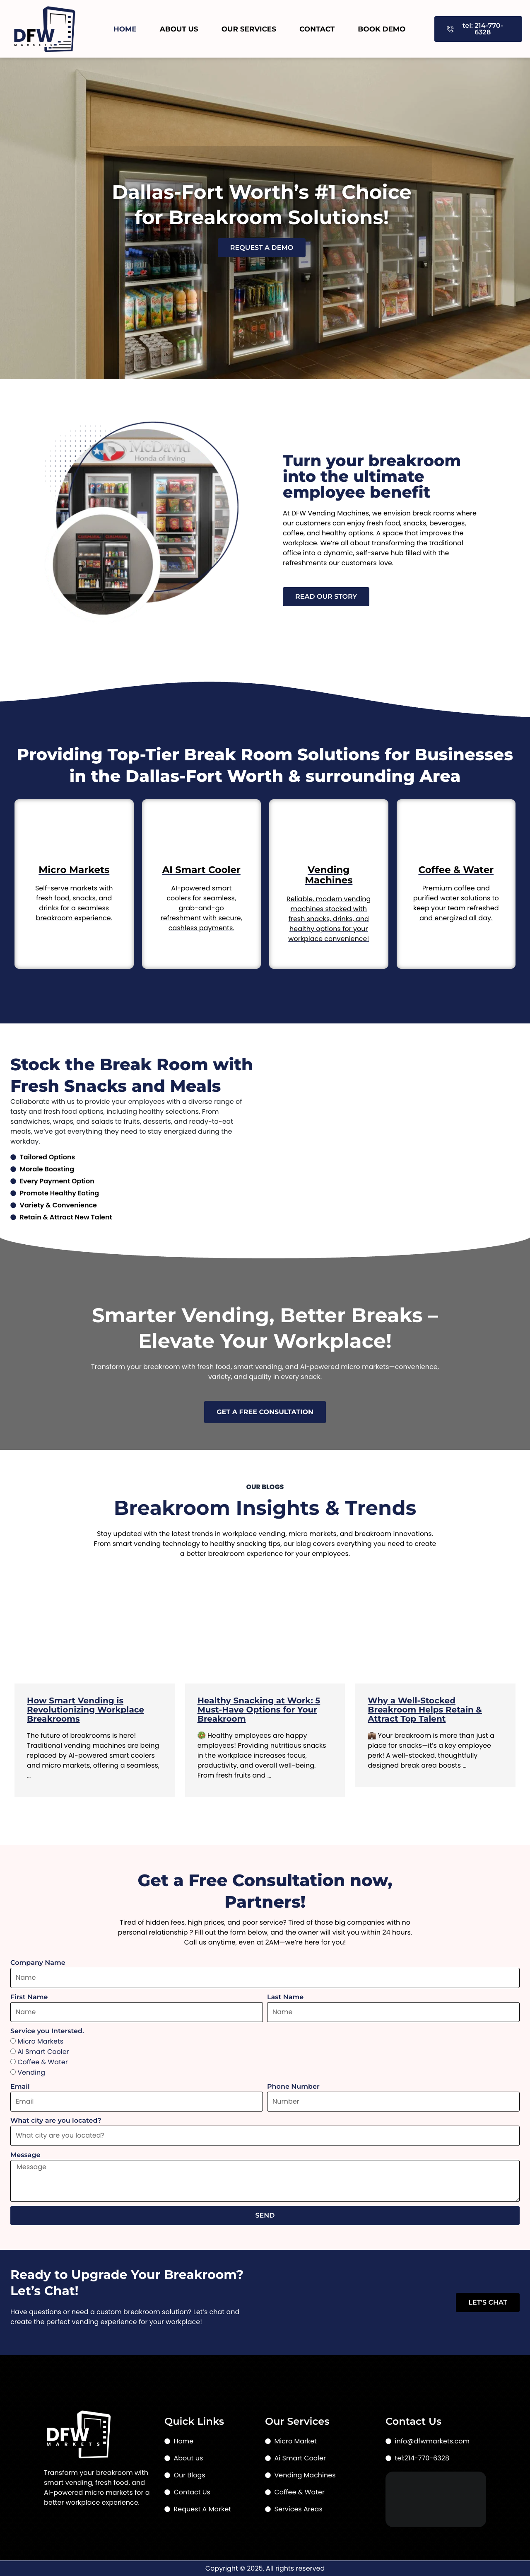 DFW
MARKETS
HOME
ABOUT US
OUR SERVICES
CONTACT
BOOK DEMO
tel: 214-770-
6328
Dallas-Fort Worth’s #1 Choice
for Breakroom Solutions!
REQUEST A DEMO
McDavid
Honda of Irving
Turn your breakroom
into the ultimate
employee benefit
At DFW Vending Machines, we envision break rooms where
our customers can enjoy fresh food, snacks, beverages,
coffee, and healthy options. A space that improves the
workplace. We’re all about transforming the traditional
office into a dynamic, self-serve hub filled with the
refreshments our customers love.
READ OUR STORY
Providing Top-Tier Break Room Solutions for Businesses
in the Dallas-Fort Worth & surrounding Area
Micro Markets
Self-serve markets with
fresh food, snacks, and
drinks for a seamless
breakroom experience.
AI Smart Cooler
AI-powered smart
coolers for seamless,
grab-and-go
refreshment with secure,
cashless payments.
Vending
Machines
Reliable, modern vending
machines stocked with
fresh snacks, drinks, and
healthy options for your
workplace convenience!
Coffee & Water
Premium coffee and
purified water solutions to
keep your team refreshed
and energized all day.
Stock the Break Room with
Fresh Snacks and Meals
Collaborate with us to provide your employees with a diverse range of
tasty and fresh food options, including healthy selections. From
sandwiches, wraps, and salads to fruits, desserts, and ready-to-eat
meals, we’ve got everything they need to stay energized during the
workday.
Tailored Options
Morale Boosting
Every Payment Option
Promote Healthy Eating
Variety & Convenience
Retain & Attract New Talent
Smarter Vending, Better Breaks –
Elevate Your Workplace!
Transform your breakroom with fresh food, smart vending, and AI-powered micro markets—convenience,
variety, and quality in every snack.
GET A FREE CONSULTATION
OUR BLOGS
Breakroom Insights & Trends
Stay updated with the latest trends in workplace vending, micro markets, and breakroom innovations.
From smart vending technology to healthy snacking tips, our blog covers everything you need to create
a better breakroom experience for your employees.
How Smart Vending is
Revolutionizing Workplace
Breakrooms
The future of breakrooms is here!
Traditional vending machines are being
replaced by AI-powered smart coolers
and micro markets, offering a seamless,
...
Healthy Snacking at Work: 5
Must-Have Options for Your
Breakroom
Healthy employees are happy
employees! Providing nutritious snacks
in the workplace increases focus,
productivity, and overall well-being.
From fresh fruits and ...
Why a Well-Stocked
Breakroom Helps Retain &
Attract Top Talent
Your breakroom is more than just a
place for snacks—it’s a key employee
perk! A well-stocked, thoughtfully
designed break area boosts ...
Get a Free Consultation now,
Partners!
Tired of hidden fees, high prices, and poor service? Tired of those big companies with no
personal relationship ? Fill out the form below, and the owner will visit you within 24 hours.
Call us anytime, even at 2AM—we’re here for you!
Company Name
Name
First Name
Last Name
Name
Name
Service you Intersted.
Micro Markets
AI Smart Cooler
Coffee & Water
Vending
Email
Phone Number
Email
Number
What city are you located?
What city are you located?
Message
Message
SEND
Ready to Upgrade Your Breakroom?
Let’s Chat!
Have questions or need a custom breakroom solution? Let’s chat and
create the perfect vending experience for your workplace!
LET'S CHAT
DFW
MARKETS
Transform your workplace with
smart vending, fresh food, and
AI-powered micro markets for a
better workplace experience.
Quick Links
Home
About us
Our Blogs
Contact Us
Request A Market
Our Services
Micro Market
Ai Smart Cooler
Vending Machines
Coffee & Water
Services Areas
Contact Us
info@dfwmarkets.com
tel:214-770-6328
Copyright © 2025, All rights reserved